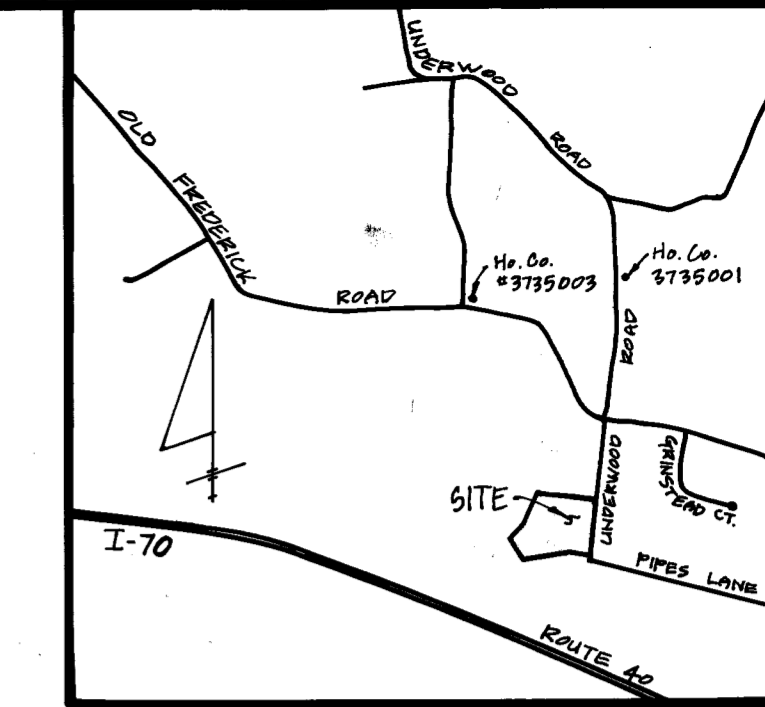 UNDERWOOD
ROAD
OLD
FREDERICK
ROAD
Ho. Co.
#3735003
Ho. Co.
3735001
ROAD
UNDERWOOD
GRINSTEAD CT.
SITE
PIPES LANE
I-70
ROUTE 40